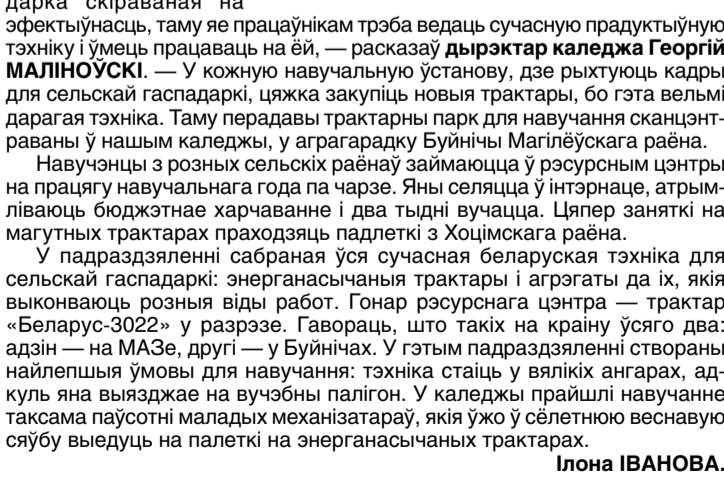 дарка скіраваная на
эфектыўнасць, таму яе працаўнікам трэба ведаць сучасную прадуктыўную
тэхніку і ўмець працаваць на ёй, — расказаў дырэктар каледжа Георгій
МАЛІНОЎСКІ. — У кожную навучальную ўстанову, дзе рыхтуюць кадры
для сельскай гаспадаркі, цяжка закупіць новыя трактары, бо гэта вельмі
дарагая тэхніка. Таму перадавы трактарны парк для навучання сканцэнт-
раваны ў нашым каледжы, у аграгарадку Буйнічы Магілёўскага раёна.
Навучэнцы з розных сельскіх раёнаў займаюцца ў рэсурсным цэнтры
на працягу навучальнага года па чарзе. Яны селяцца ў інтэрнаце, атрым-
ліваюць бюджэтнае харчаванне і два тыдні вучацца. Цяпер заняткі на
магутных трактарах праходзяць падлеткі з Хоцімскага раёна.
У падраздзяленні сабраная ўся сучасная беларуская тэхніка для
сельскай гаспадаркі: энерганасычаныя трактары і агрэгаты да іх, якія
выконваюць розныя віды работ. Гонар рэсурснага цэнтра — трактар
«Беларус-3022» у разрэзе. Гавораць, што такіх на краіну ўсяго два:
адзін — на МАЗе, другі — у Буйнічах. У гэтым падраздзяленні створаны
найлепшыя ўмовы для навучання: тэхніка стаіць у вялікіх ангарах, ад-
куль яна выязджае на вучэбны палігон. У каледжы прайшлі навучанне
таксама паўсотні маладых механізатараў, якія ўжо ў сёлетнюю веснавую
сяўбу выедуць на палеткі на энерганасычаных трактарах.
Ілона ІВАНОВА.